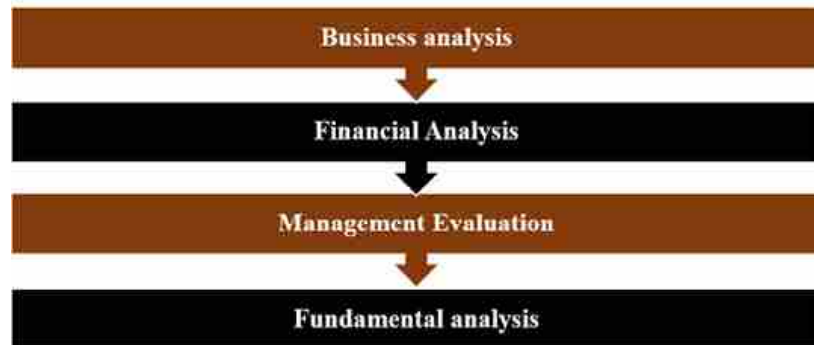 Business analysis
Financial Analysis
Management Evaluation
Fundamental analysis